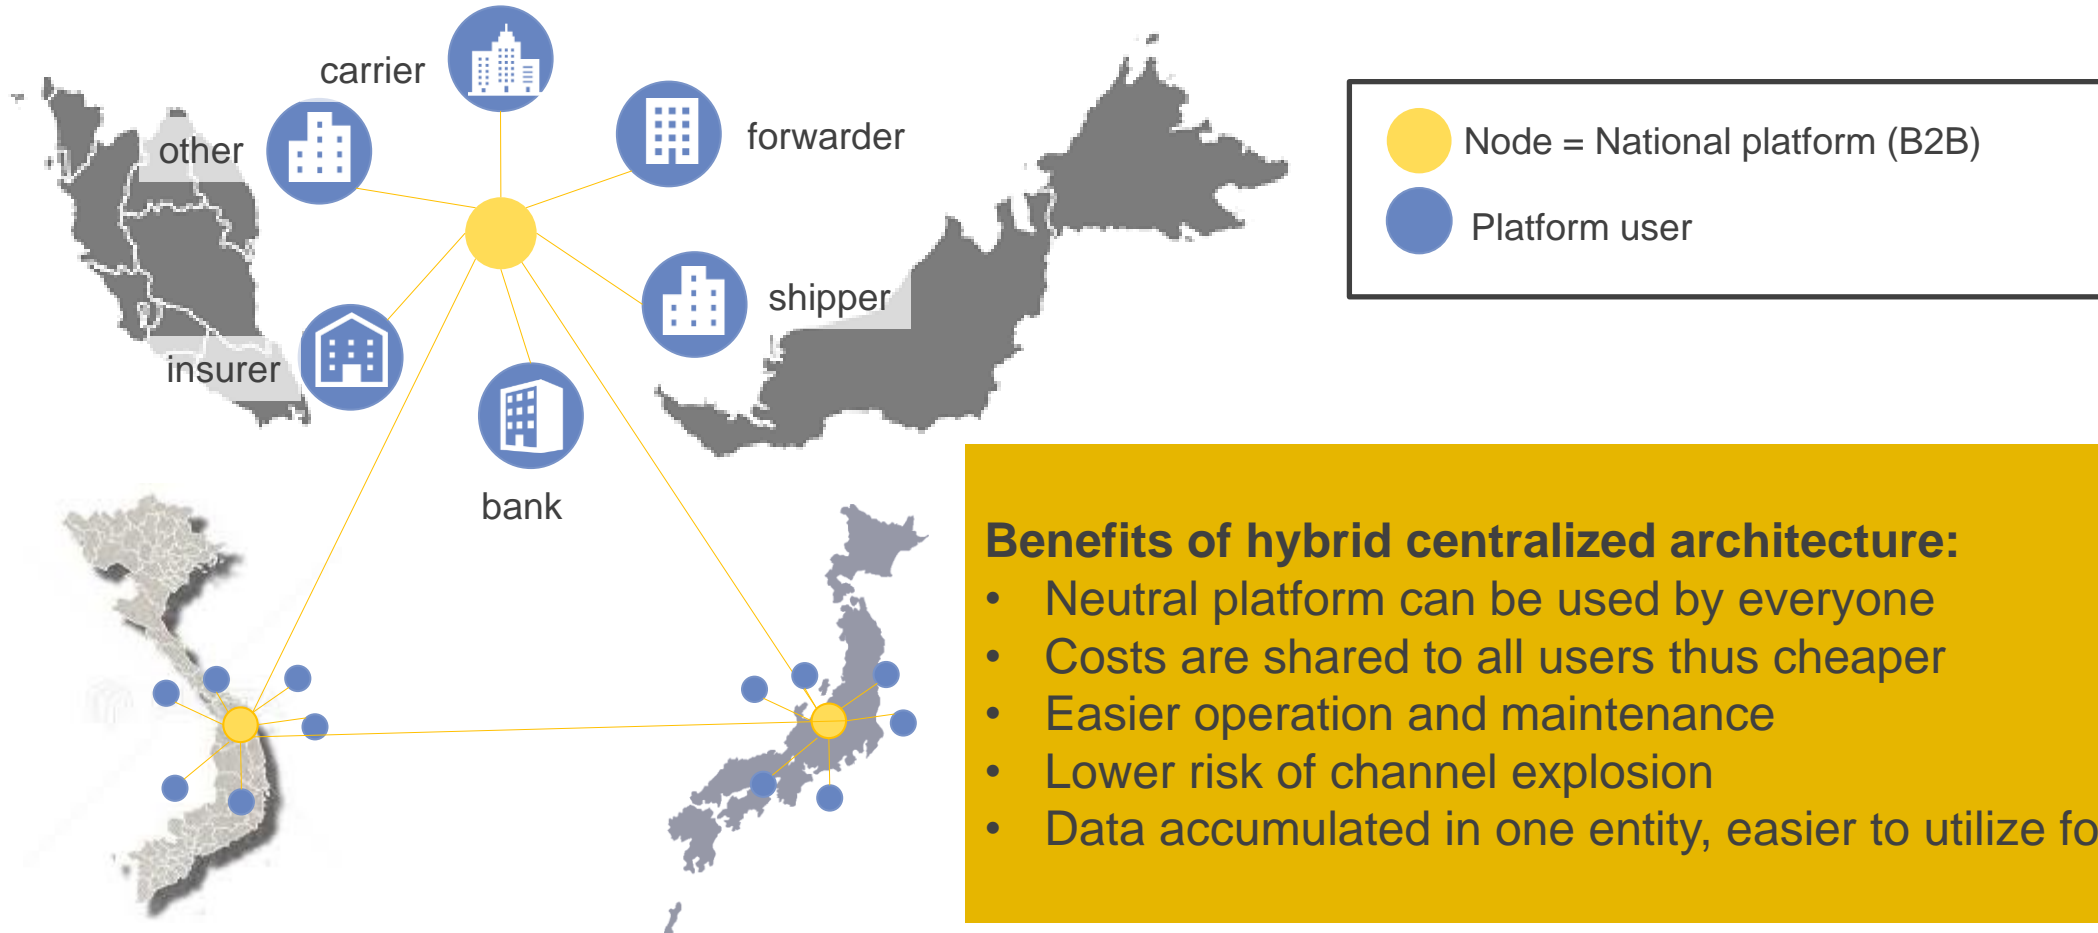 carrier
forwarder
other
shipper
insurer
bank
Node = National platform (B2B)
Platform user
Benefits of hybrid centralized architecture:
• Neutral platform can be used by everyone
• Costs are shared to all users thus cheaper
• Easier operation and maintenance
• Lower risk of channel explosion
• Data accumulated in one entity, easier to utilize